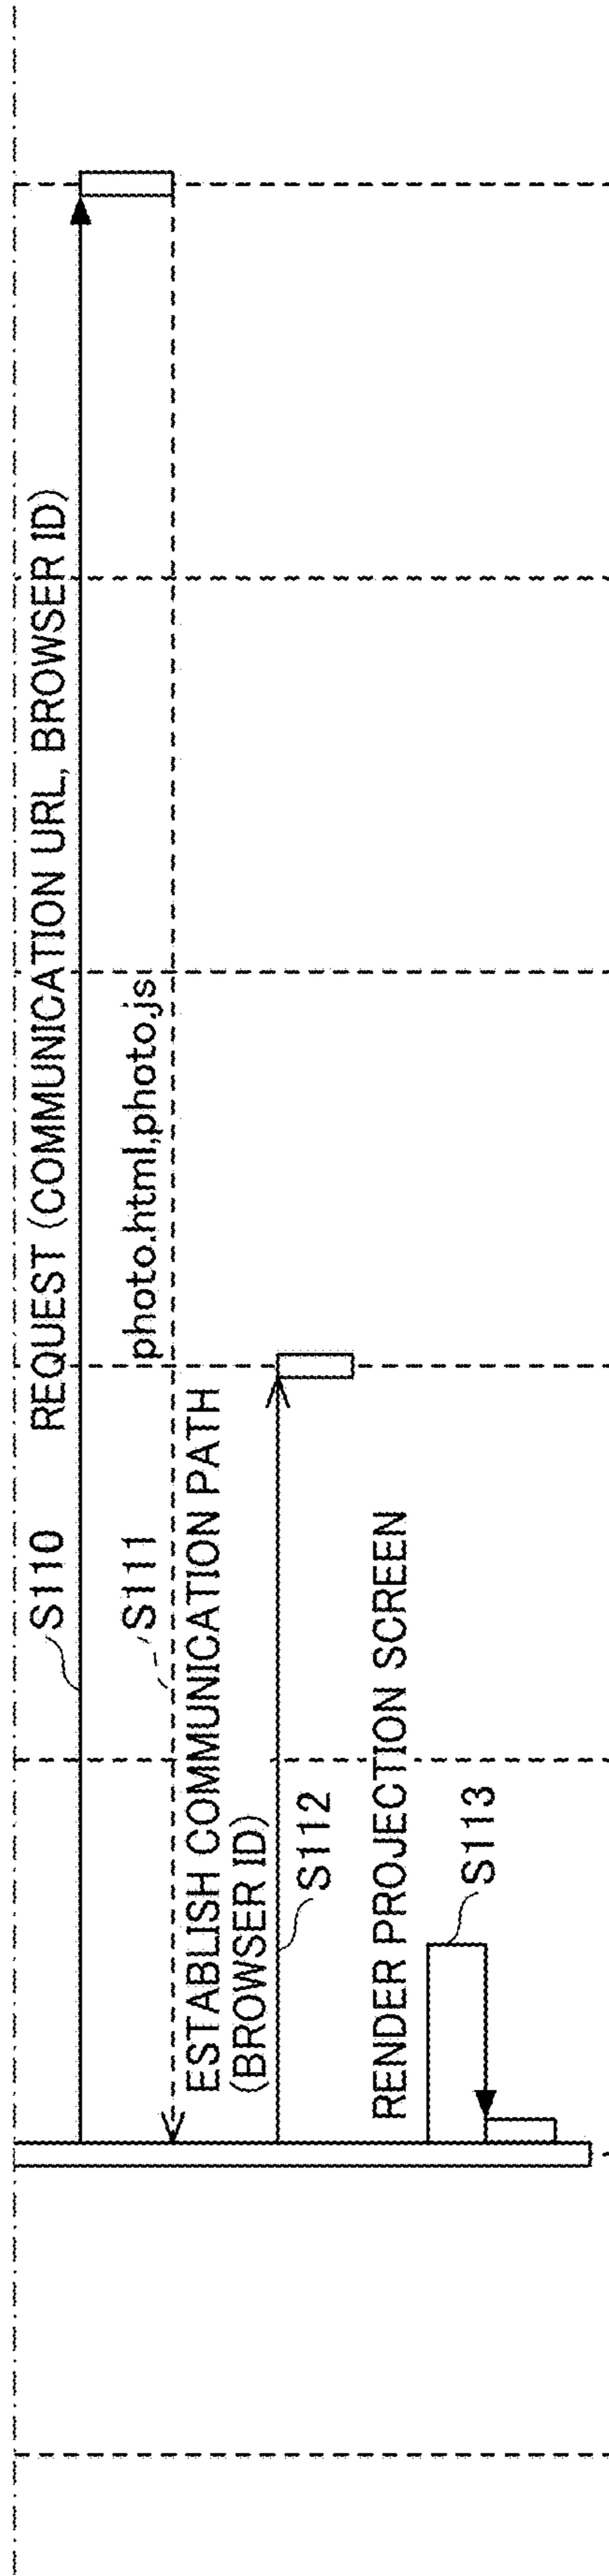 REQUEST (COMMUNICATION URL, BROWSER ID)
S110
photo.html,photo.js
S111
ESTABLISH COMMUNICATION PATH
(BROWSER ID)
S112
RENDER PROJECTION SCREEN
S113